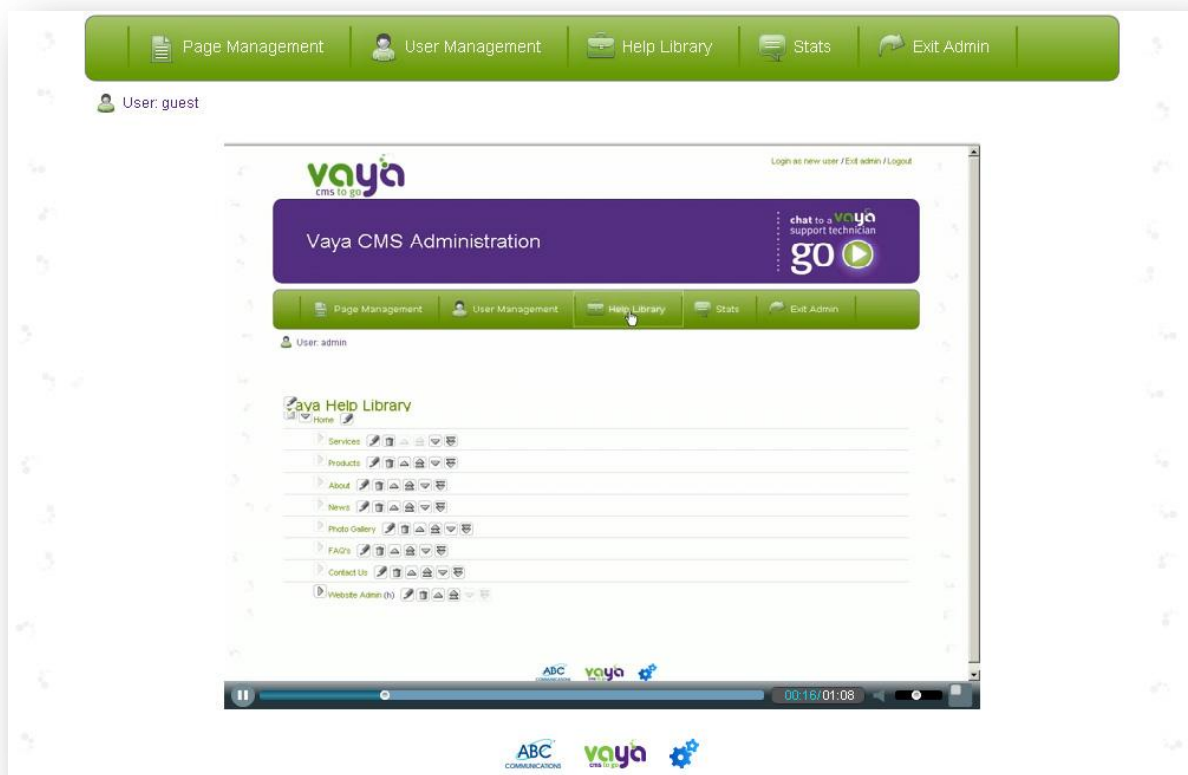 Page Management User Management Help Library Stats Exit Admin
User: guest
Login as new user / Exit admin / Logout
vaya
cms to go
chat to a vaya
support technician
go
Vaya CMS Administration
Page Management User Management Help Library Stats Exit Admin
User: admin
aya Help Library
Home
Services
Products
About
News
Photo Gallery
FAQ's
Contact Us
Website Admin (h)
ABC
COMMUNICATIONS
vaya
00:16/01:08
ABC
COMMUNICATIONS
vaya
cms to go